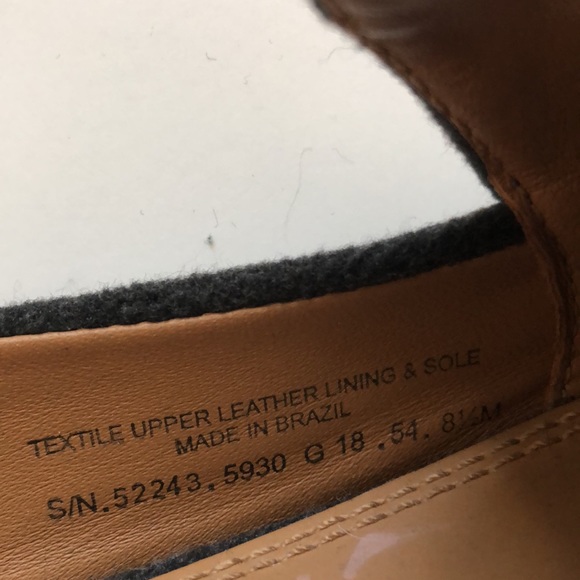 TEXTILE UPPER LEATHER LINING & SOLE
MADE IN BRAZIL
S/N.52243.5930 G 18 .54. 8½M